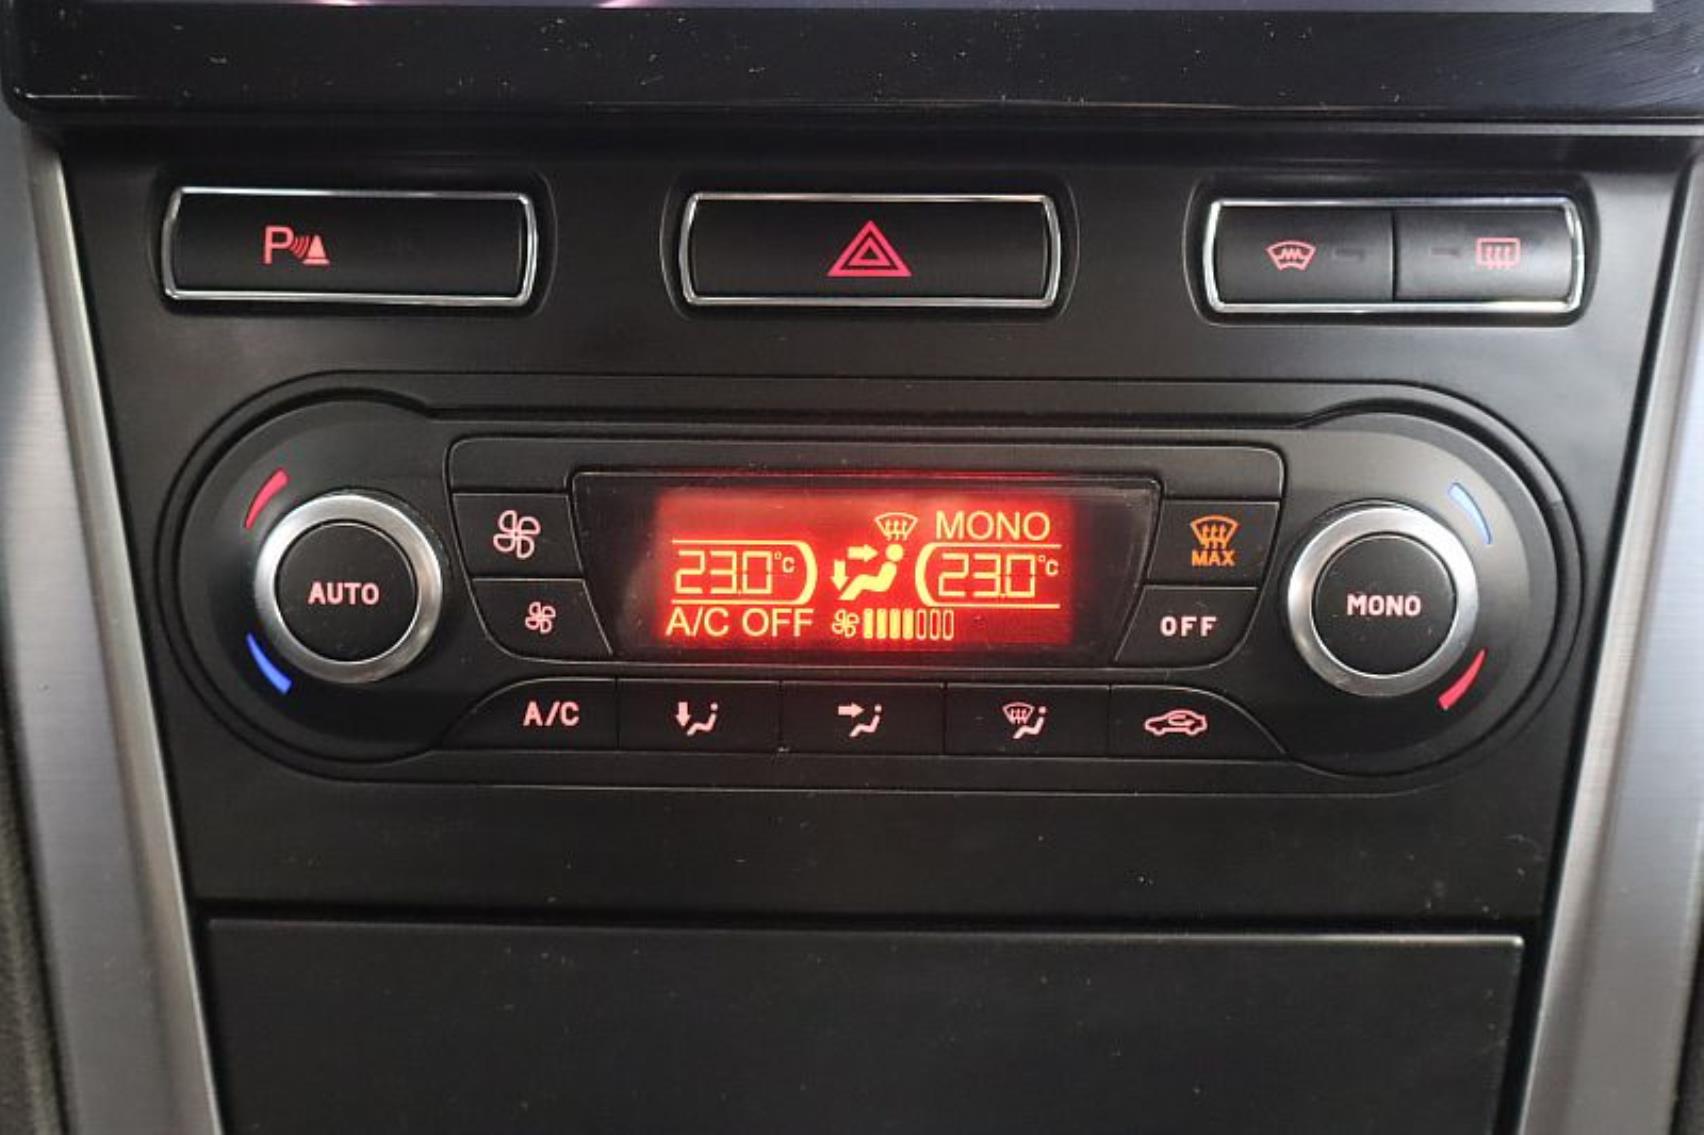 P
MONO
23.0°C 23.0°C
A/C OFF
MAX
AUTO
MONO
OFF
A/C